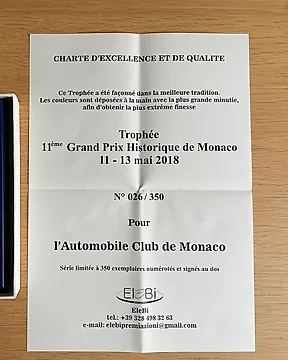 CHARTE D'EXCELLENCE ET DE QUALITE
Ce Trophée a été façonné dans la meilleure tradition.
Les couleurs sont déposées à la main avec la plus grande minutie,
afin d'obtenir la plus extrême finesse
Trophée
11ème Grand Prix Historique de Monaco
11 - 13 mai 2018
N° 026/350
Pour
l'Automobile Club de Monaco
Série limitée à 350 exemplaires numérotés et signés au dos
EleBi
EleBi
tel.: +39 328 498 32 63
e-mail: elebipremiazioni@gmail.com